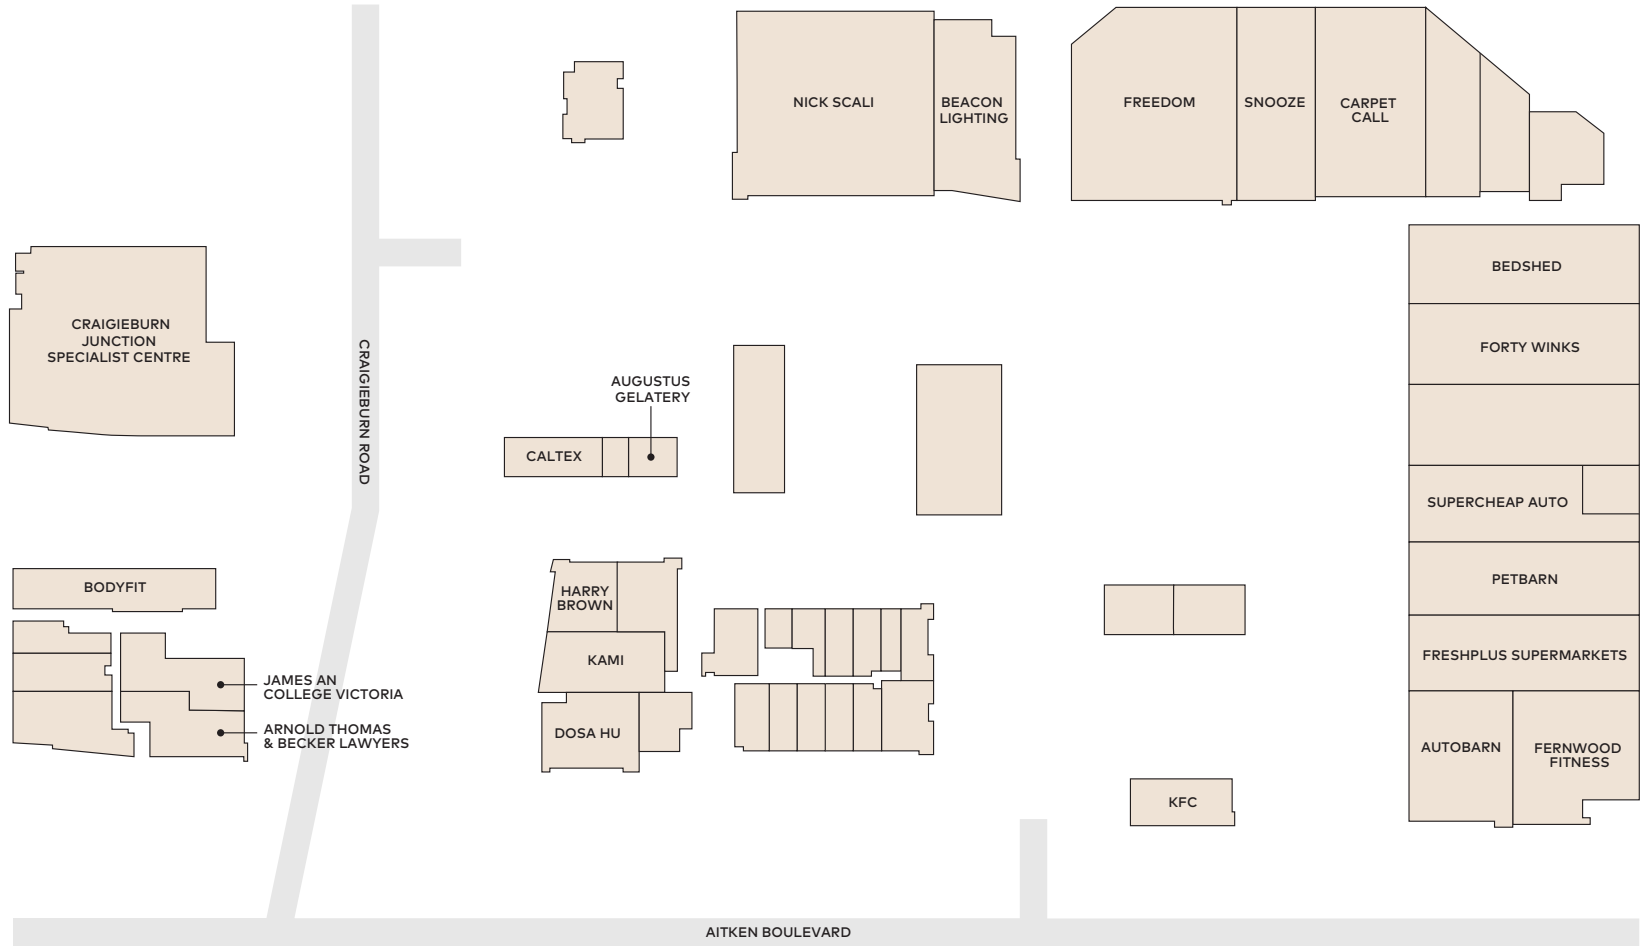 NICK SCALI
BEACON
LIGHTING
FREEDOM
SNOOZE
CARPET
CALL
BEDSHED
FORTY WINKS
CRAIGIEBURN
JUNCTION
SPECIALIST CENTRE
CRAIGIEBURN ROAD
AUGUSTUS
GELATERY
CALTEX
SUPERCHEAP AUTO
PETBARN
FRESHPLUS SUPERMARKETS
AUTOBARN
FERNWOOD
FITNESS
BODYFIT
HARRY
BROWN
KAMI
DOSA HU
JAMES AN
COLLEGE VICTORIA
ARNOLD THOMAS
& BECKER LAWYERS
KFC
AITKEN BOULEVARD